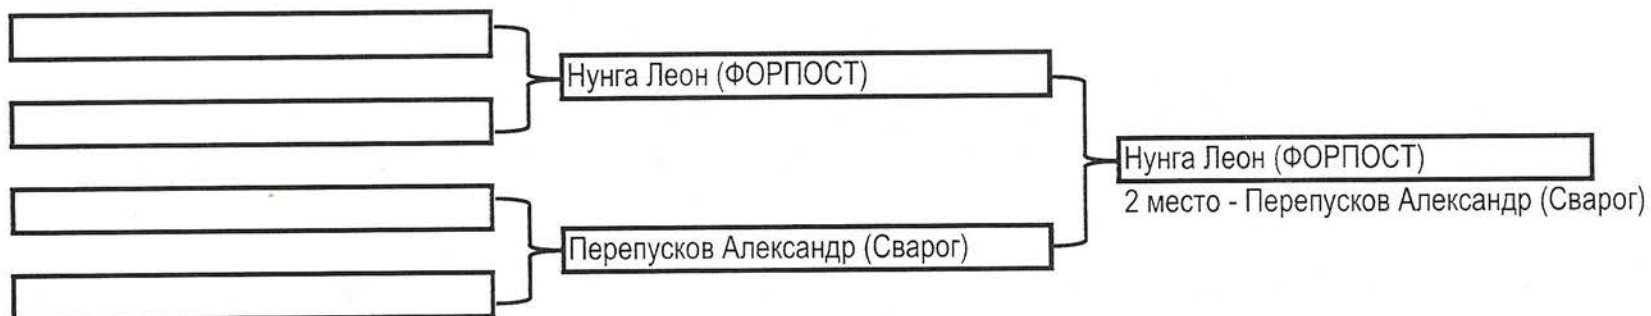 Нунга Леон (ФОРПОСТ)
Нунга Леон (ФОРПОСТ)
2 место - Перепусков Александр (Сварог)
Перепусков Александр (Сварог)